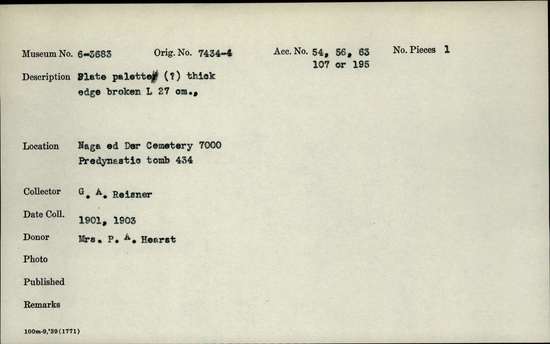 Museum No. 6-3683 Orig. No. 7434-4 Acc. No. 54, 56, 63 No. Pieces 1
107 or 195
Description Plate palette (?) thick
edge broken L 27 cm.,
Location Naga ed Der Cemetery 7000
Predynastic tomb 434
Collector G. A. Reisner
Date Coll. 1901, 1903
Donor Mrs. P. A. Hearst
Photo
Published
Remarks
100m-9,'39(1771)